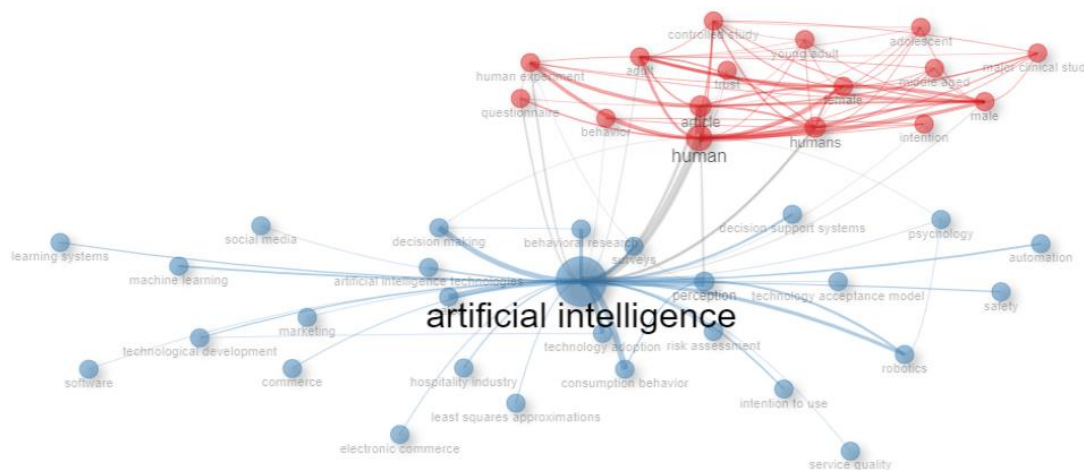 controlled study
young adult
adolescent
human experiment
adult
trust
middle aged
major clinical study
questionnaire
article
female
male
behavior
humans
intention
human
learning systems
social media
decision making
behavioral research
surveys
decision support systems
psychology
automation
machine learning
artificial intelligence technologies
perception
technology acceptance model
safety
artificial intelligence
marketing
technological development
technology adoption
risk assessment
robotics
software
commerce
hospitality industry
consumption behavior
least squares approximations
intention to use
electronic commerce
service quality